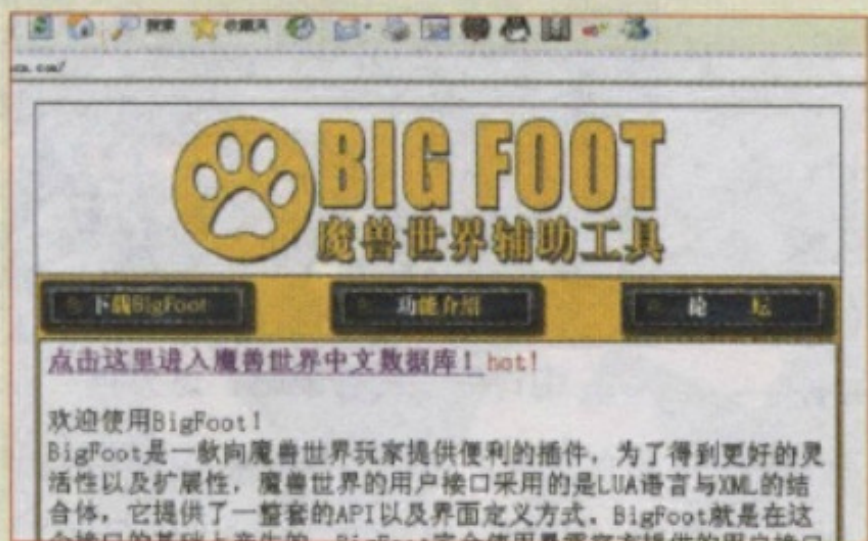 搜索 收藏夹
BIG FOOT
魔兽世界辅助工具
下载BigFoot 功能介绍 论 坛
点击这里进入魔兽世界中文数据库！hot!
欢迎使用BigFoot！
BigFoot是一款向魔兽世界玩家提供便利的插件，为了得到更好的灵
活性以及扩展性，魔兽世界的用户接口采用的是LUA语言与XML的结
合体，它提供了一整套的API以及界面定义方式、BigFoot就是在这